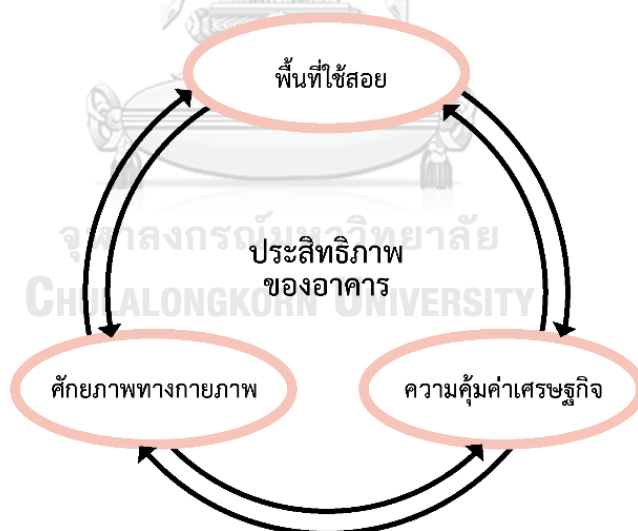 พื้นที่ใช้สอย
จุฬาลงกรณ์มหาวิทยาลัย
ประสิทธิภาพ
ของอาคาร
CHULALONGKORN UNIVERSITY
ศักยภาพทางกายภาพ
ความคุ้มค่าเศรษฐกิจ